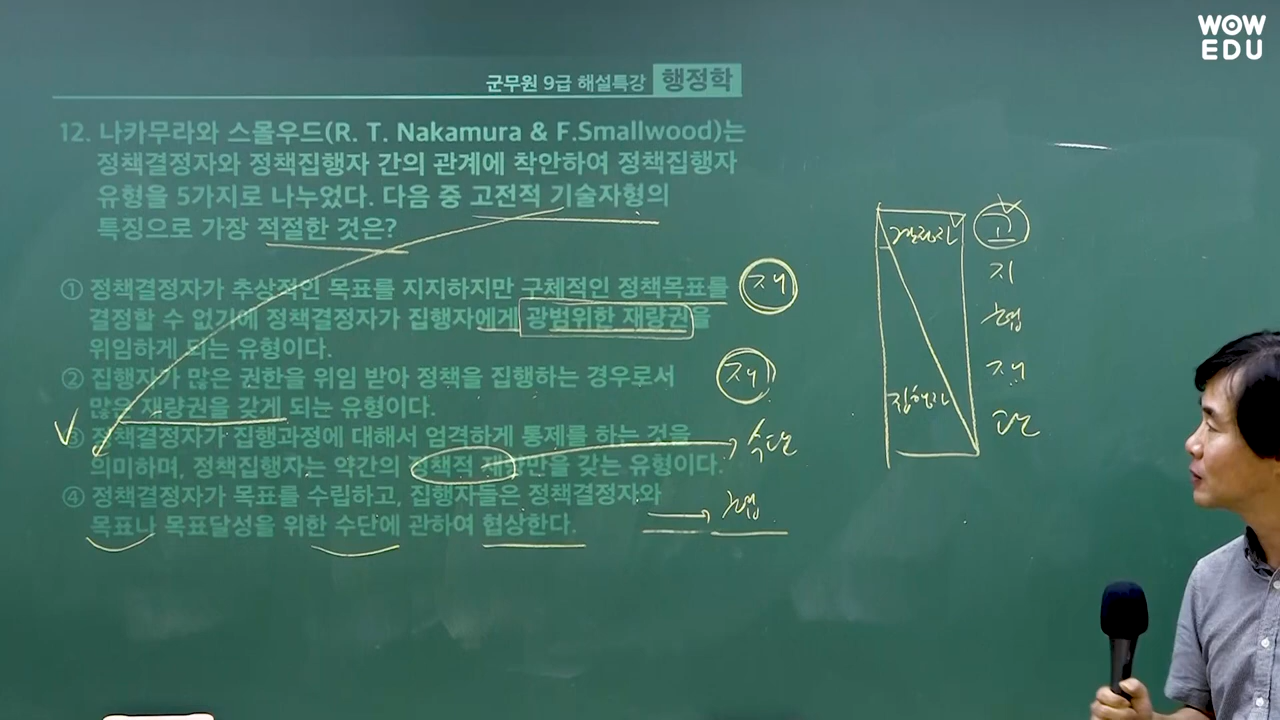 WOW
EDU
군무원 9급 해설특강 행정학
12. 나카무라와 스몰우드(R. T. Nakamura & F.Smallwood)는
정책결정자와 정책집행자 간의 관계에 착안하여 정책집행자
유형을 5가지로 나누었다. 다음 중 고전적 기술자형의
특징으로 가장 적절한 것은?
① 정책결정자가 추상적인 목표를 지지하지만 구체적인 정책목표를
결정할 수 없기에 정책결정자가 집행자에게 광범위한 재량권을
위임하게 되는 유형이다.
② 집행자가 많은 권한을 위임 받아 정책을 집행하는 경우로서
많은 재량권을 갖게 되는 유형이다.
③ 정책결정자가 집행과정에 대해서 엄격하게 통제를 하는 것을
의미하며, 정책집행자는 약간의 정책적 재량만을 갖는 유형이다.
④ 정책결정자가 목표를 수립하고, 집행자들은 정책결정자와
목표나 목표달성을 위한 수단에 관하여 협상한다.
재
재
수단
협
결정자
집행자
고
지
협
재
관